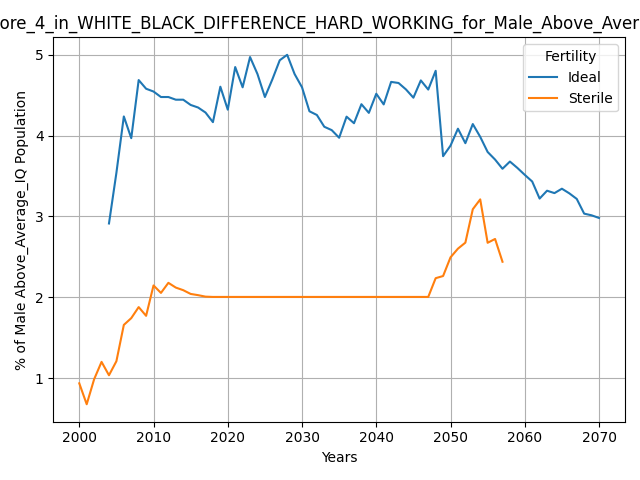 ore_4_in_WHITE_BLACK_DIFFERENCE_HARD_WORKING_for_Male_Above_Aver
Fertility
Ideal
Sterile
% of Male Above_Average_IQ Population
5
4
3
2
1
2000 2010 2020 2030 2040 2050 2060 2070
Years